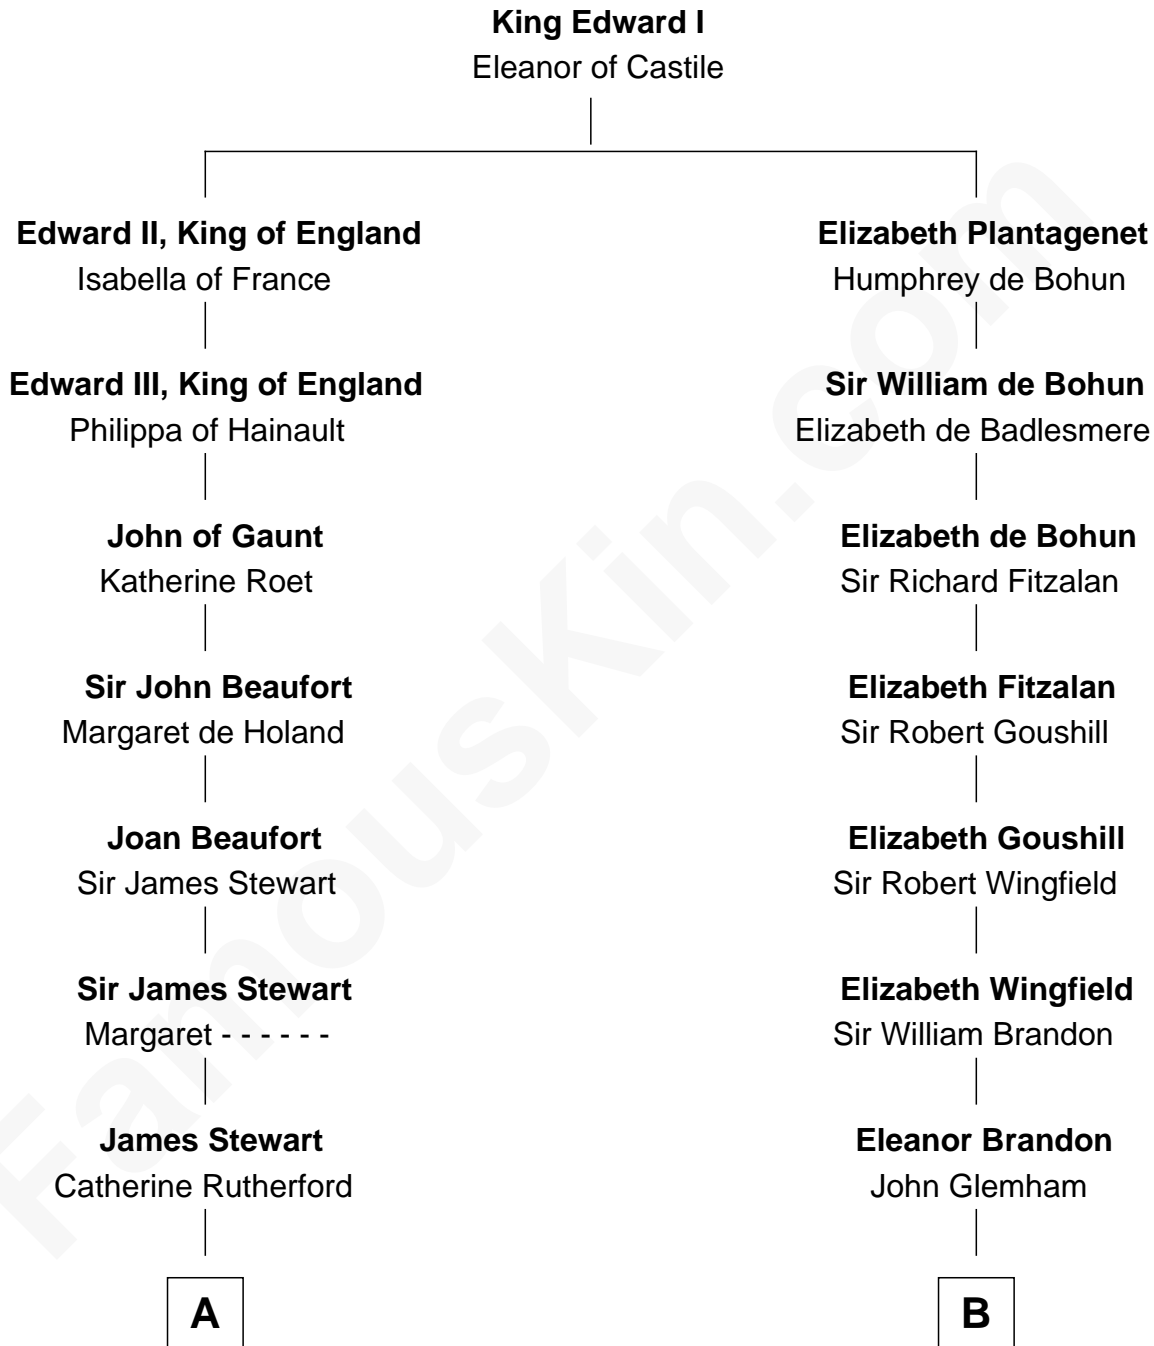 King Edward I
Eleanor of Castile
Edward II, King of England
Isabella of France
Elizabeth Plantagenet
Humphrey de Bohun
Edward III, King of England
Philippa of Hainault
Sir William de Bohun
Elizabeth de Badlesmere
John of Gaunt
Katherine Roet
Elizabeth de Bohun
Sir Richard Fitzalan
Sir John Beaufort
Margaret de Holand
Elizabeth Fitzalan
Sir Robert Goushill
Joan Beaufort
Sir James Stewart
Elizabeth Goushill
Sir Robert Wingfield
Sir James Stewart
Margaret - - - - - -
Elizabeth Wingfield
Sir William Brandon
James Stewart
Catherine Rutherford
Eleanor Brandon
John Glemham
A
B
FamousKin.com